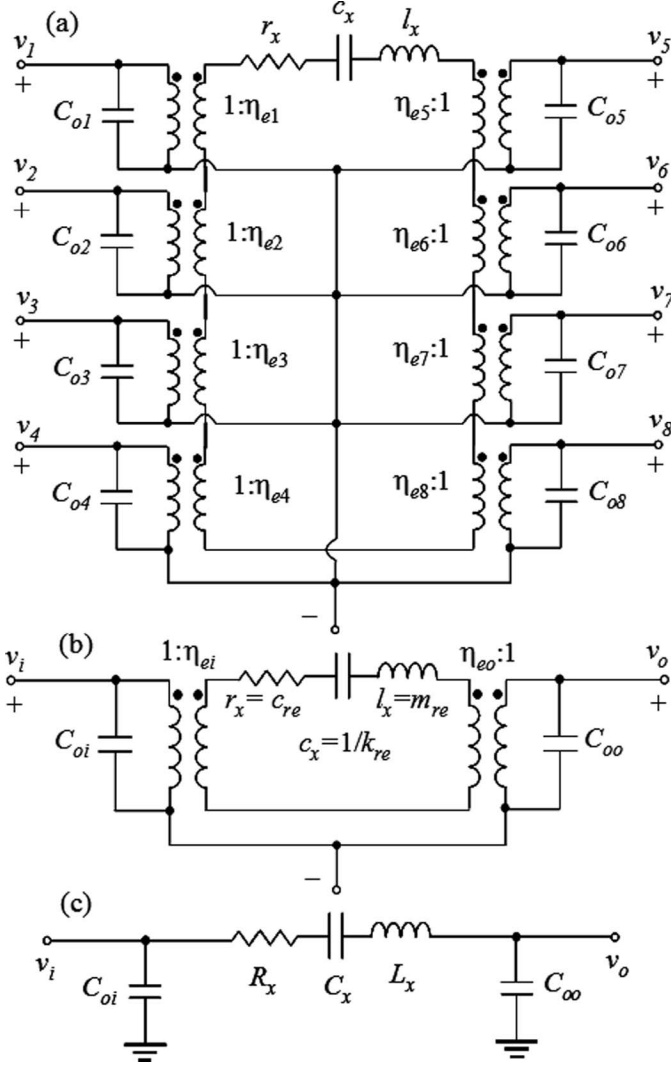 (a)
r_x c_x l_x
v_1 v_5
+ +
C_o1 1:η_e1 η_e5:1 C_o5
v_2 v_6
+ +
C_o2 1:η_e2 η_e6:1 C_o6
v_3 v_7
+ +
C_o3 1:η_e3 η_e7:1 C_o7
v_4 v_8
+ +
C_o4 1:η_e4 η_e8:1 C_o8
−
(b)
1:η_ei η_eo:1
v_i v_o
+ +
r_x= c_re l_x=m_re
C_oi c_x=1/k_re C_oo
−
(c)
v_i v_o
C_oi R_x C_x L_x C_oo